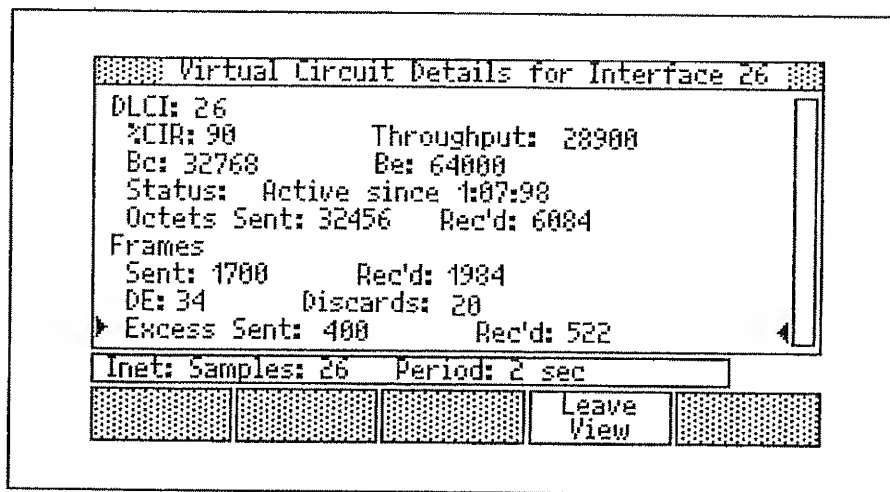 Virtual Circuit Details for Interface 26
DLCI: 26
%CIR: 90 Throughput: 28900
Bc: 32768 Be: 64000
Status: Active since 1:07:98
Octets Sent: 32456 Rec'd: 6084
Frames
Sent: 1700 Rec'd: 1984
DE: 34 Discards: 20
Excess Sent: 400 Rec'd: 522
Inet: Samples: 26 Period: 2 sec
Leave
View